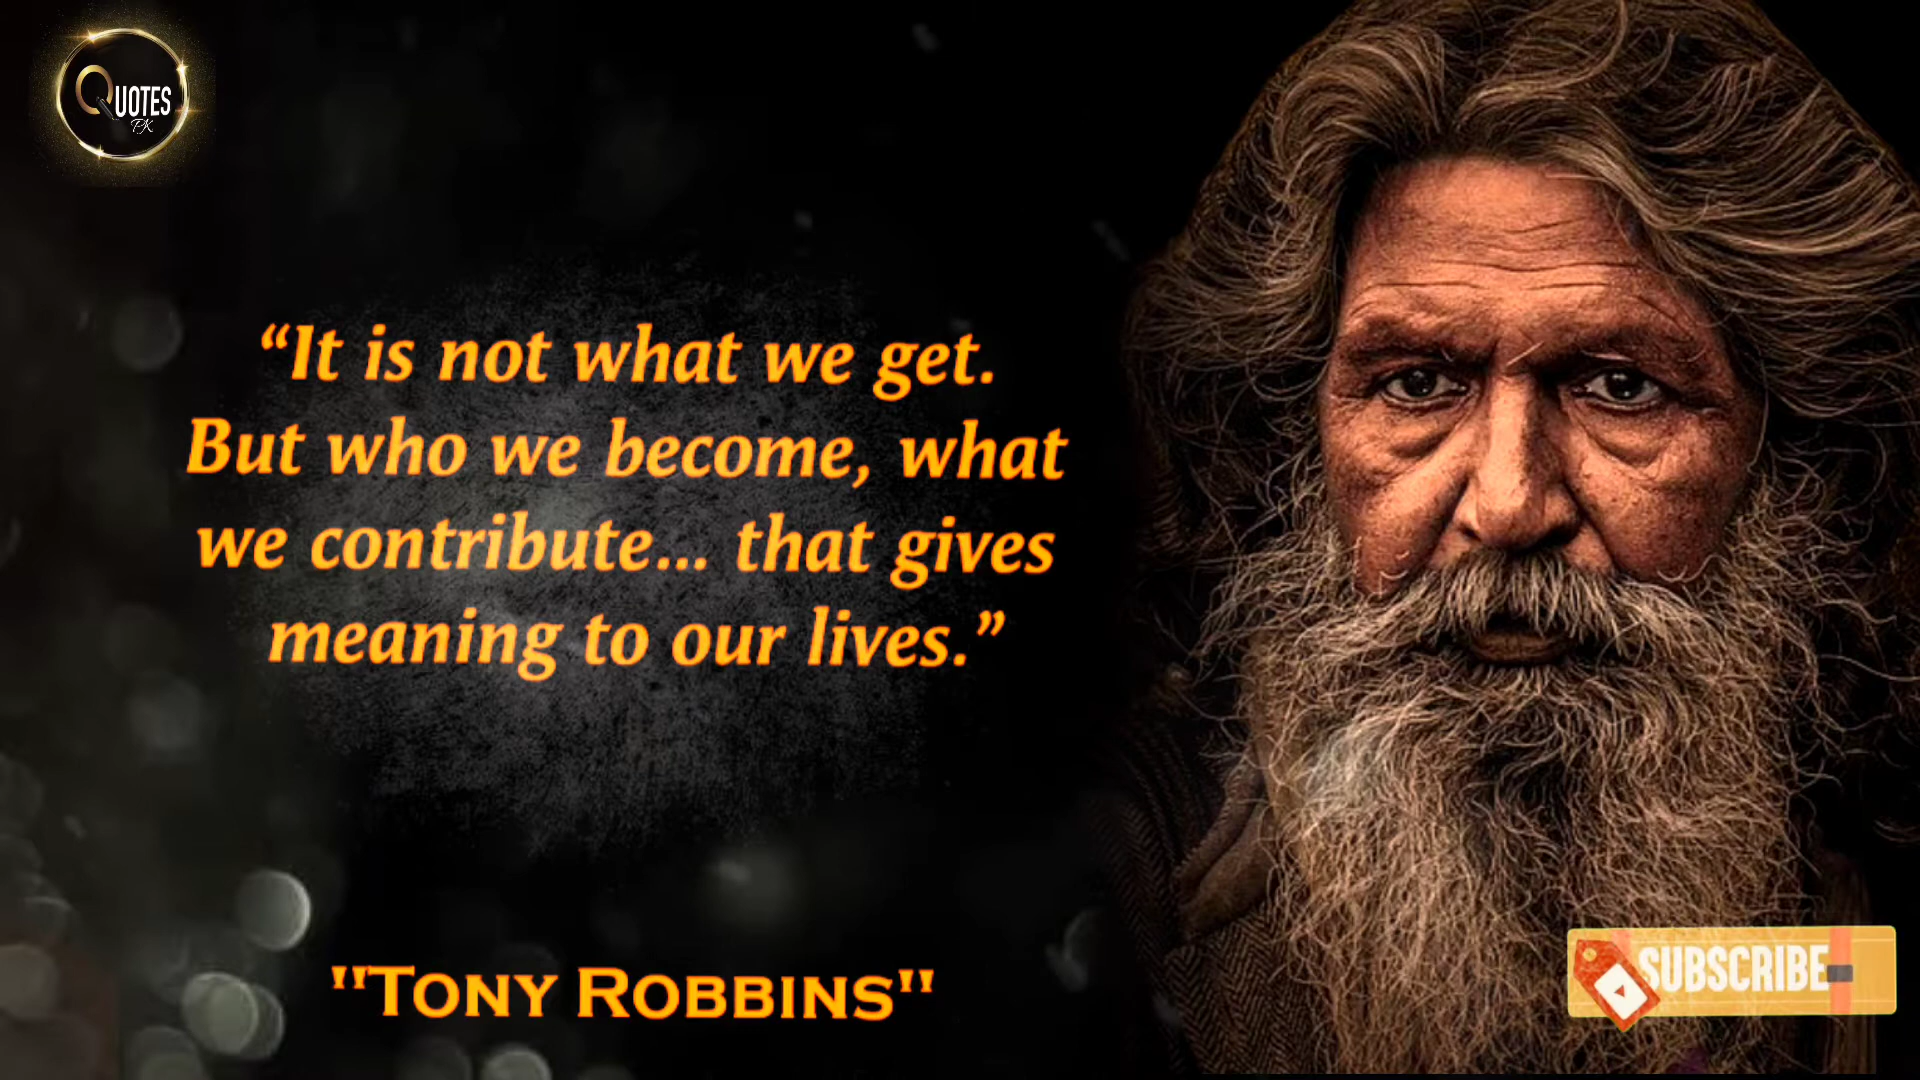 QUOTES
PK
“It is not what we get.
But who we become, what
we contribute... that gives
meaning to our lives.”
"TONY ROBBINS"
SUBSCRIBE